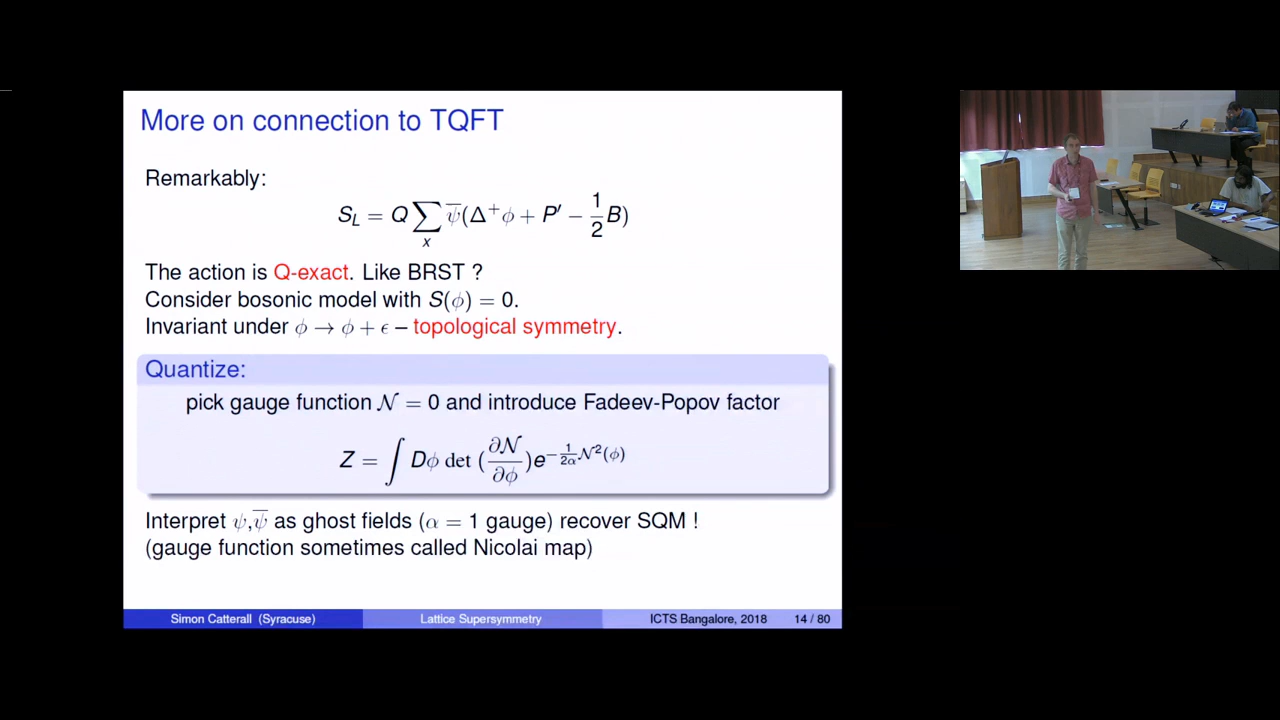 More on connection to TQFT
Remarkably:
S_L = Q ∑_x ψ̅(Δ⁺φ + P′ − 1/2 B)
The action is Q-exact. Like BRST ?
Consider bosonic model with S(φ) = 0.
Invariant under φ → φ + ϵ – topological symmetry.
Quantize:
pick gauge function 𝒩 = 0 and introduce Fadeev-Popov factor
Z = ∫ Dφ det (∂𝒩/∂φ) e^{−1/2α 𝒩²(φ)}
Interpret ψ,ψ̅ as ghost fields (α = 1 gauge) recover SQM !
(gauge function sometimes called Nicolai map)
Simon Catterall (Syracuse) Lattice Supersymmetry ICTS Bangalore, 2018 14 / 80